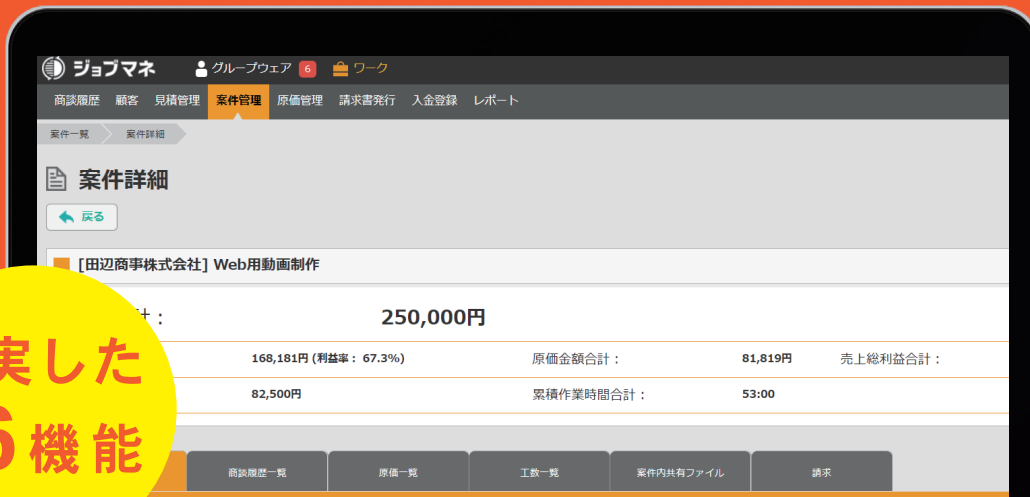 ジョブマネ グループウェア 6 ワーク
商談履歴 顧客 見積管理 案件管理 原価管理 請求書発行 入金登録 レポート
案件一覧 案件詳細
案件詳細
戻る
[田辺商事株式会社] Web用動画制作
計： 250,000円
168,181円 (利益率： 67.3%) 原価金額合計： 81,819円 売上総利益合計：
82,500円 累積作業時間合計： 53:00
実した
6機能
商談履歴一覧 原価一覧 工数一覧 案件内共有ファイル 請求